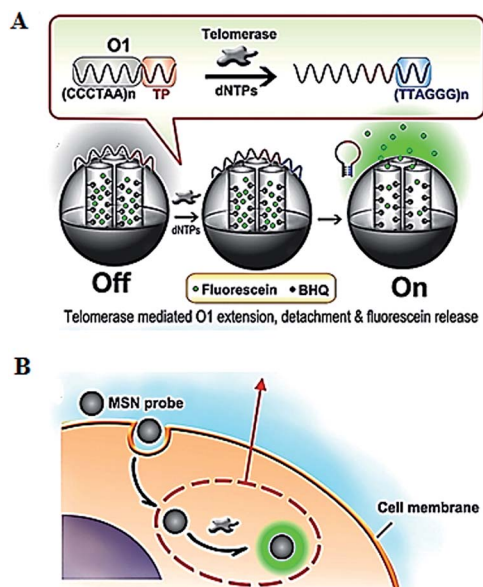 A
O1
Telomerase
dNTPs
(CCCTAA)n
TP
(TTAGGG)n
dNTPs
Off
On
Fluorescein
BHQ
Telomerase mediated O1 extension, detachment & fluorescein release
B
MSN probe
Cell membrane